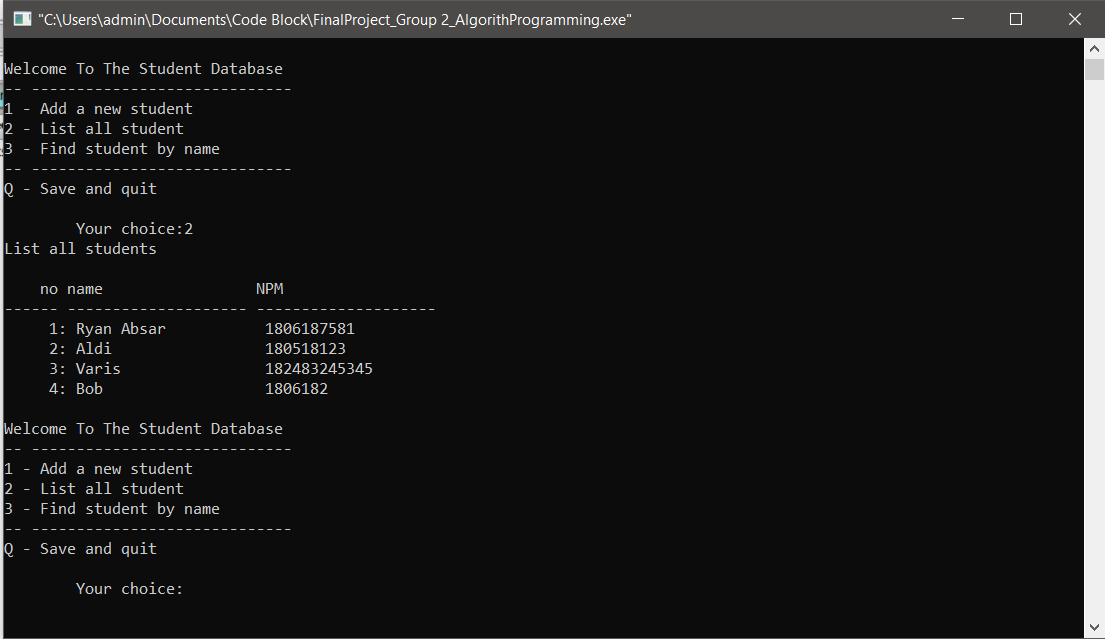 "C:\Users\admin\Documents\Code Block\FinalProject_Group 2_AlgorithProgramming.exe"
Welcome To The Student Database
-- -----------------------------
1 - Add a new student
2 - List all student
3 - Find student by name
-- -----------------------------
Q - Save and quit
Your choice:2
List all students
no name NPM
------ -------------------- --------------------
1: Ryan Absar 1806187581
2: Aldi 180518123
3: Varis 182483245345
4: Bob 1806182
Welcome To The Student Database
-- -----------------------------
1 - Add a new student
2 - List all student
3 - Find student by name
-- -----------------------------
Q - Save and quit
Your choice: